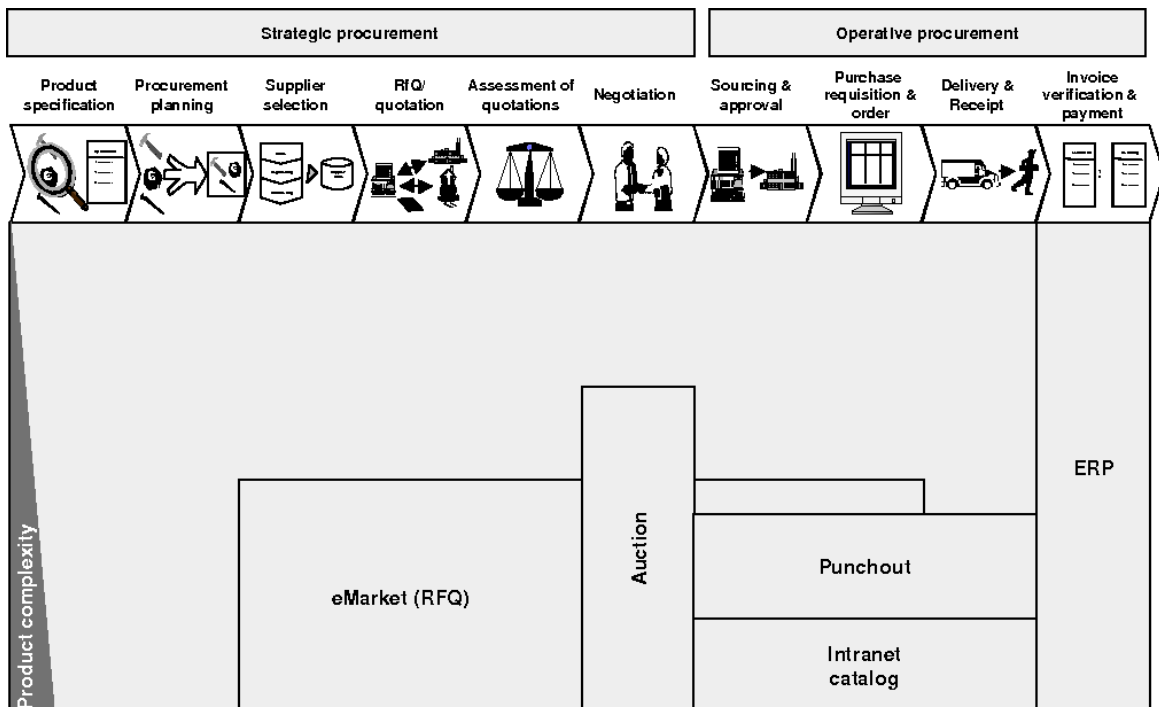 Strategic procurement
Operative procurement
Product
specification
Procurement
planning
Supplier
selection
RfQ/
quotation
Assessment of
quotations
Negotiation
Sourcing &
approval
Purchase
requisition &
order
Delivery &
Receipt
Invoice
verification &
payment
Product complexity
eMarket (RFQ)
Auction
Punchout
Intranet
catalog
ERP